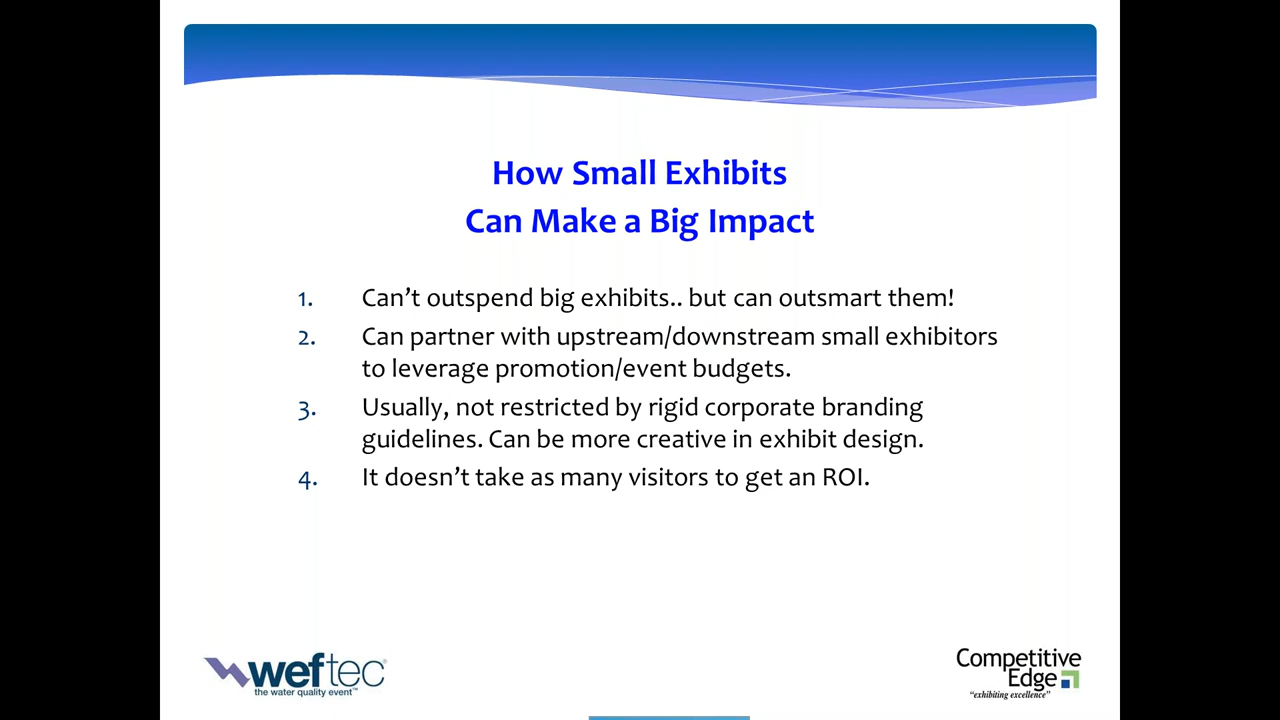 How Small Exhibits
Can Make a Big Impact
1. Can’t outspend big exhibits.. but can outsmart them!
2. Can partner with upstream/downstream small exhibitors
to leverage promotion/event budgets.
3. Usually, not restricted by rigid corporate branding
guidelines. Can be more creative in exhibit design.
4. It doesn’t take as many visitors to get an ROI.
weftec®
the water quality event™
Competitive
Edge
“exhibiting excellence”